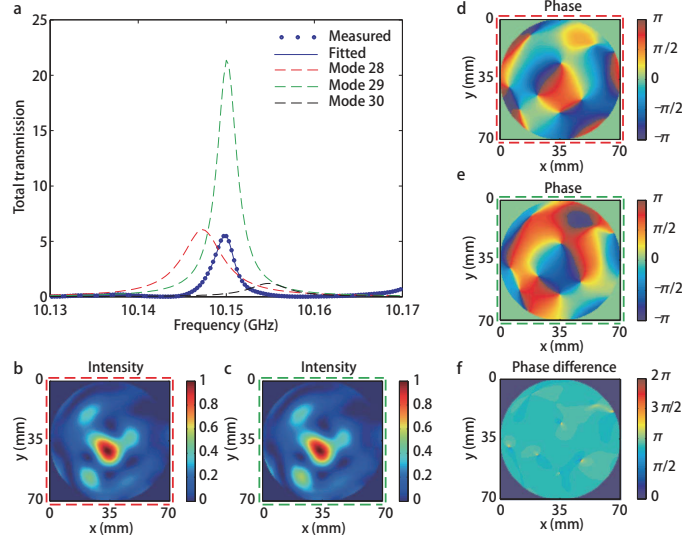 a
Total transmission
25
20
15
10
5
0
10.13
10.14
10.15
10.16
10.17
Frequency (GHz)
Measured
Fitted
Mode 28
Mode 29
Mode 30
b
Intensity
0
35
70
y (mm)
0
35
70
x (mm)
1
0.8
0.6
0.4
0.2
0
c
Intensity
0
35
70
x (mm)
1
0.8
0.6
0.4
0.2
0
d
Phase
0
35
70
y (mm)
0
35
70
x (mm)
π
π/2
0
−π/2
−π
e
Phase
0
35
70
y (mm)
0
35
70
x (mm)
π
π/2
0
−π/2
−π
f
Phase difference
0
35
70
y (mm)
0
35
70
x (mm)
2π
3π/2
π
π/2
0